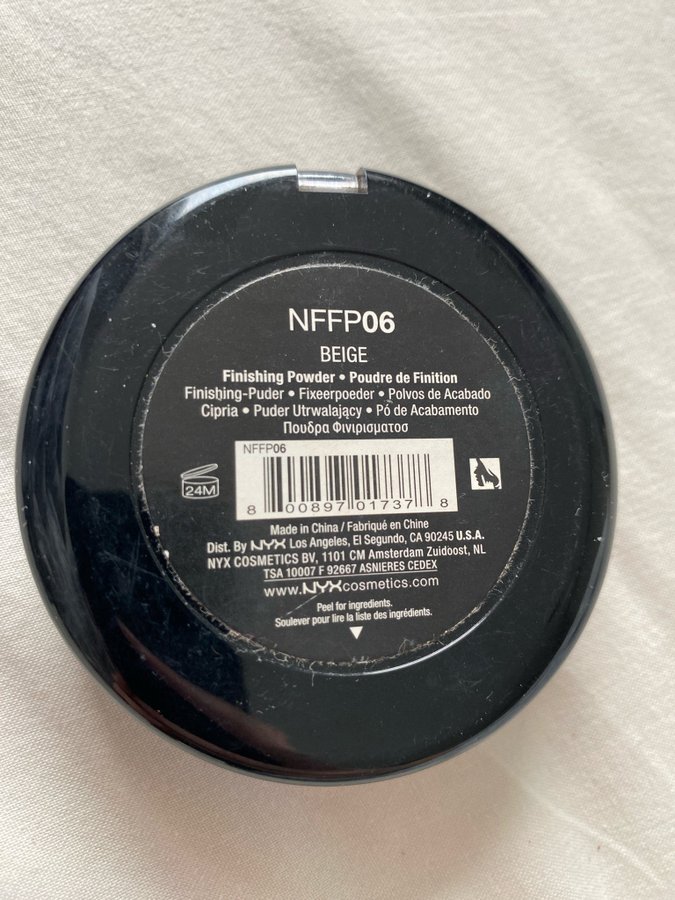 NFFP06
BEIGE
Finishing Powder • Poudre de Finition
Finishing-Puder • Fixeerpoeder • Polvos de Acabado
Cipria • Puder Utrwalający • Pó de Acabamento
Πουδρα Φινιρισματοσ
NFFP06
24M
8 00897 01737 8
Made in China / Fabriqué en Chine
Dist. By NYX Los Angeles, El Segundo, CA 90245 U.S.A.
NYX COSMETICS BV, 1101 CM Amsterdam Zuidoost, NL
TSA 10007 F 92667 ASNIERES CEDEX
www.NYXcosmetics.com
Peel for ingredients.
Soulever pour lire la liste des ingrédients.